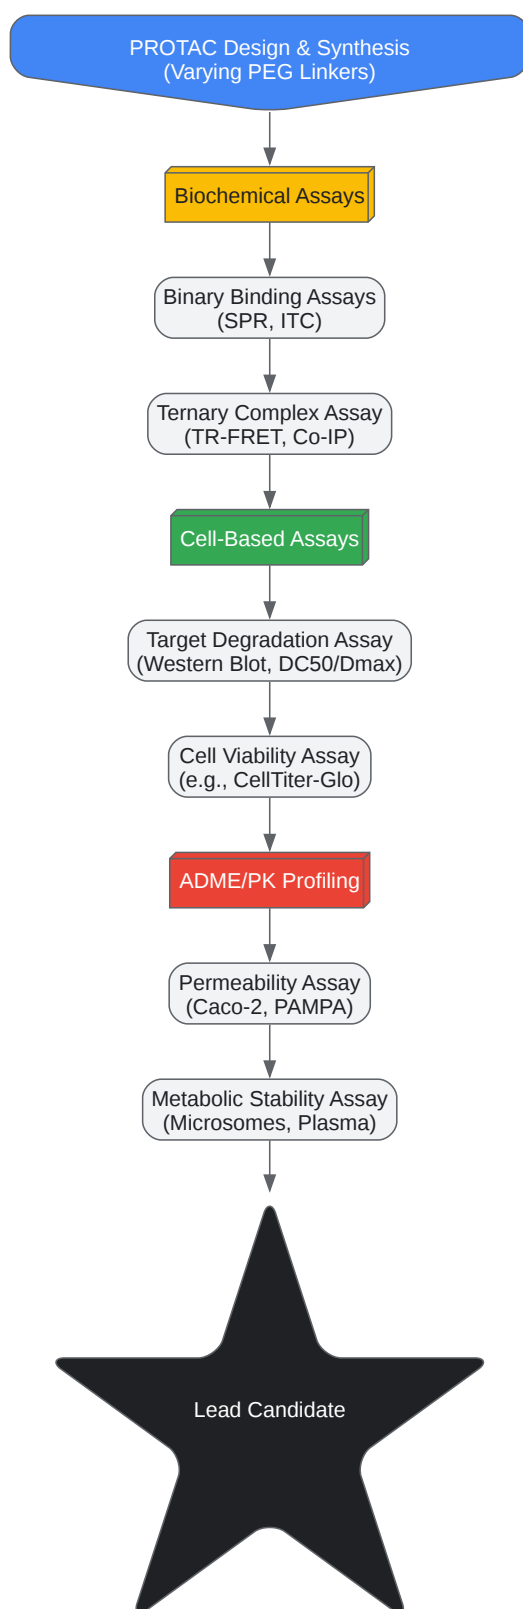 PROTAC Design & Synthesis
(Varying PEG Linkers)
Biochemical Assays
Binary Binding Assays
(SPR, ITC)
Ternary Complex Assay
(TR-FRET, Co-IP)
Cell-Based Assays
Target Degradation Assay
(Western Blot, DC50/Dmax)
Cell Viability Assay
(e.g., CellTiter-Glo)
ADME/PK Profiling
Permeability Assay
(Caco-2, PAMPA)
Metabolic Stability Assay
(Microsomes, Plasma)
Lead Candidate